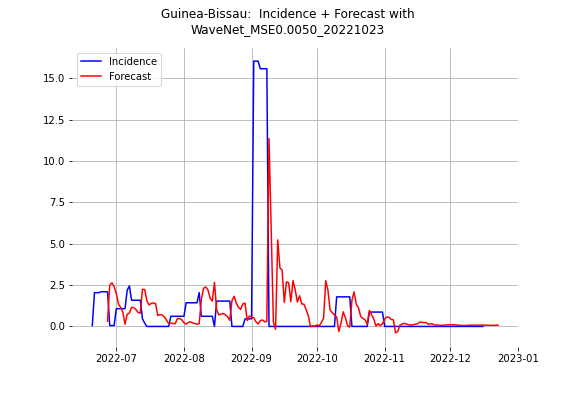 Guinea-Bissau:  Incidence + Forecast with
WaveNet_MSE0.0050_20221023
Incidence
Forecast
15.0
12.5
10.0
7.5
5.0
2.5
0.0
2022-07 2022-08 2022-09 2022-10 2022-11 2022-12 2023-01